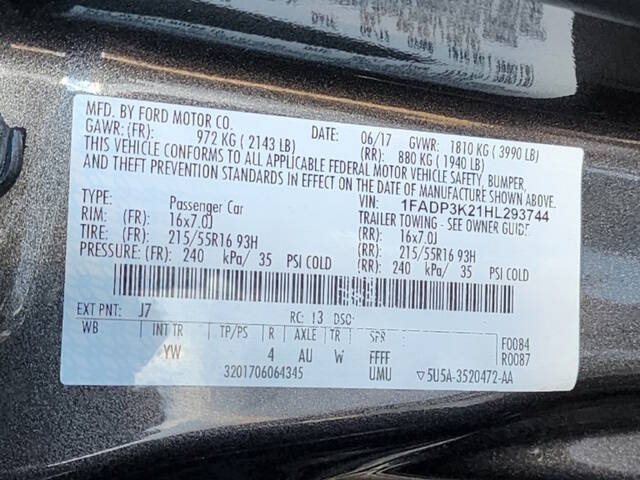 MFD. BY FORD MOTOR CO. DATE: 06/17 GVWR: 1810 KG ( 3990 LB)
GAWR: (FR): 972 KG ( 2143 LB) (RR): 880 KG ( 1940 LB)
THIS VEHICLE CONFORMS TO ALL APPLICABLE FEDERAL MOTOR VEHICLE SAFETY, BUMPER,
AND THEFT PREVENTION STANDARDS IN EFFECT ON THE DATE OF MANUFACTURE SHOWN ABOVE.
VIN: 1FADP3K21HL293744
TYPE: Passenger Car TRAILER TOWING - SEE OWNER GUIDE
RIM: (FR): 16x7.0J (RR): 16x7.0J
TIRE: (FR): 215/55R16 93H (RR): 215/55R16 93H
PRESSURE: (FR): 240 kPa/ 35 PSI COLD (RR): 240 kPa/ 35 PSI COLD
EXT PNT: J7 RC: 13 DSO:
WB INT TR TP/PS R AXLE TR SPR F0084
YW 4 AU W FFFF R0087
3201706064345 UMU ▽5U5A-3520472-AA